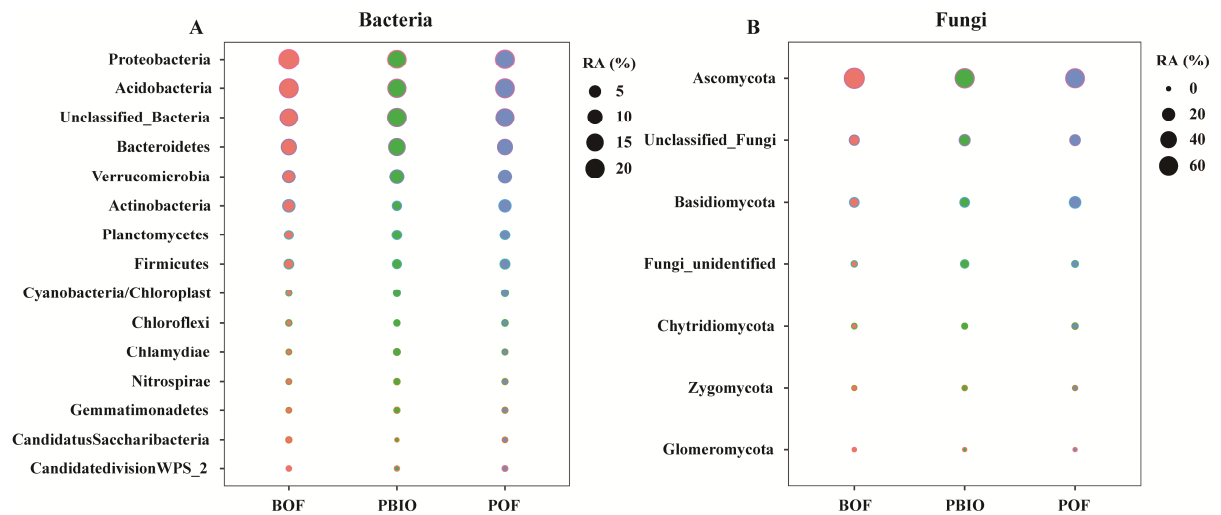 A
Bacteria
Proteobacteria
Acidobacteria
Unclassified_Bacteria
Bacteroidetes
Verrucomicrobia
Actinobacteria
Planctomycetes
Firmicutes
Cyanobacteria/Chloroplast
Chloroflexi
Chlamydiae
Nitrospirae
Gemmatimonadetes
CandidatusSaccharibacteria
CandidatedivisionWPS_2
BOF PBIO POF
RA (%)
5
10
15
20
B
Fungi
Ascomycota
Unclassified_Fungi
Basidiomycota
Fungi_unidentified
Chytridiomycota
Zygomycota
Glomeromycota
BOF PBIO POF
RA (%)
0
20
40
60